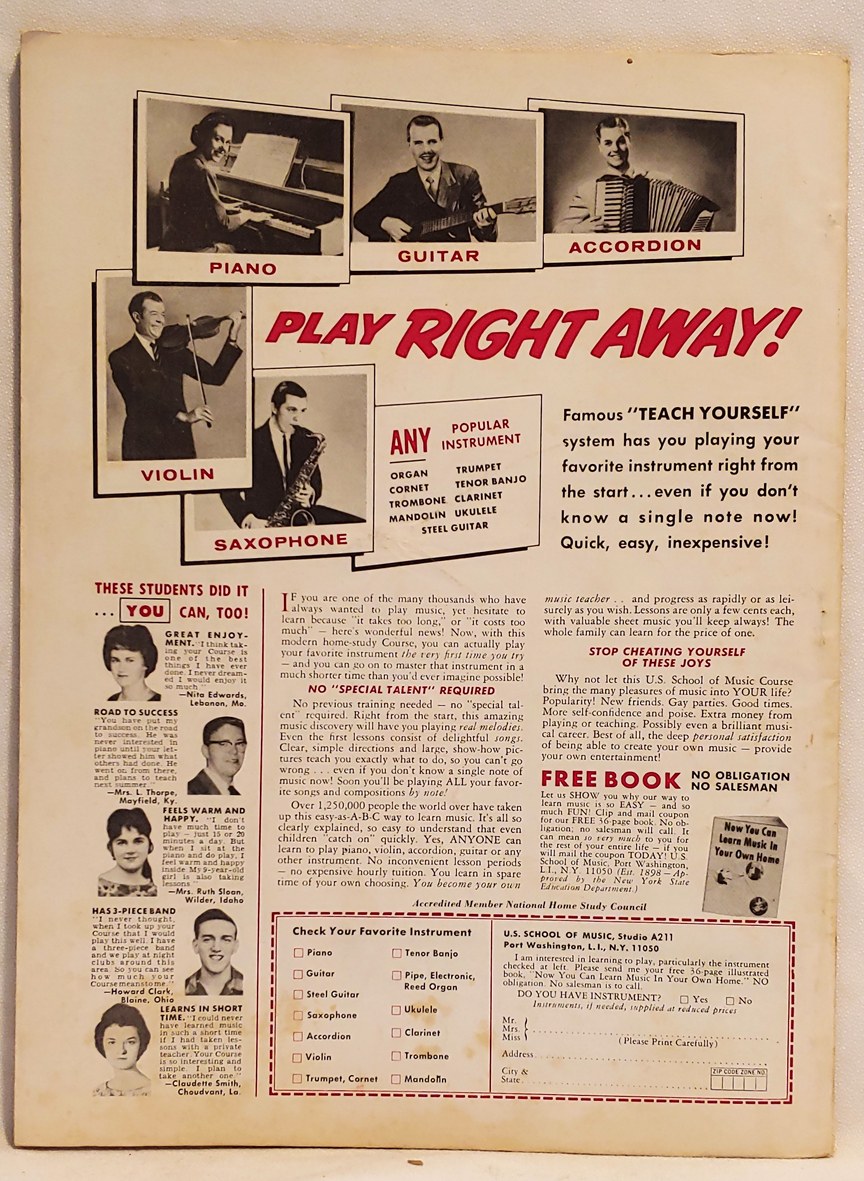 PIANO
GUITAR
ACCORDION
VIOLIN
SAXOPHONE
PLAY RIGHT AWAY!
ANY POPULAR
INSTRUMENT
ORGAN TRUMPET
CORNET TENOR BANJO
TROMBONE CLARINET
MANDOLIN UKULELE
STEEL GUITAR
Famous "TEACH YOURSELF"
system has you playing your
favorite instrument right from
the start...even if you don't
know a single note now!
Quick, easy, inexpensive!
THESE STUDENTS DID IT
... YOU CAN, TOO!
GREAT ENJOY-
MENT. "I think tak-
ing your Course is
one of the best
things I have ever
done. I never dream-
ed I would enjoy it
so much."
—Nita Edwards,
Lebanon, Mo.
ROAD TO SUCCESS
"You have put my
grandson on the road
to success. He was
never interested in
piano until your let-
ter showed him what
others had done. He
went on from there,
and plans to teach
next summer."
—Mrs. L. Thorpe,
Mayfield, Ky.
FEELS WARM AND
HAPPY. "I don't
have much time to
play — just 15 or 20
minutes a day. But
when I sit at the
piano and do play, I
feel warm and happy
inside My 9-year-old
girl is also taking
lessons."
—Mrs. Ruth Sloan,
Wilder, Idaho
HAS 3-PIECE BAND
"I never thought,
when I took up your
Course that I would
play this well. I have
a three-piece band
and we play at night
clubs around this
area. So you can see
how much your
Course means to me."
—Howard Clark,
Blaine, Ohio
LEARNS IN SHORT
TIME. "I could never
have learned music
in such a short time
if I had taken les-
sons with a private
teacher. Your Course
is so interesting and
simple. I plan to
take another one."
—Claudette Smith,
Choudvant, La.
IF you are one of the many thousands who have
always wanted to play music, yet hesitate to
learn because "it takes too long," or "it costs too
much" — here's wonderful news! Now, with this
modern home-study Course, you can actually play
your favorite instrument the very first time you try
— and you can go on to master that instrument in a
much shorter time than you'd ever imagine possible!
NO "SPECIAL TALENT" REQUIRED
No previous training needed — no "special tal-
ent" required. Right from the start, this amazing
music discovery will have you playing real melodies.
Even the first lessons consist of delightful songs.
Clear, simple directions and large, show-how pic-
tures teach you exactly what to do, so you can't go
wrong . . . even if you don't know a single note of
music now! Soon you'll be playing ALL your favor-
ite songs and compositions by note!
Over 1,250,000 people the world over have taken
up this easy-as-A-B-C way to learn music. It's all so
clearly explained, so easy to understand that even
children "catch on" quickly. Yes, ANYONE can
learn to play piano, violin, accordion, guitar or any
other instrument. No inconvenient lesson periods
— no expensive hourly tuition. You learn in spare
time of your own choosing. You become your own
music teacher . . and progress as rapidly or as lei-
surely as you wish. Lessons are only a few cents each,
with valuable sheet music you'll keep always! The
whole family can learn for the price of one.
STOP CHEATING YOURSELF
OF THESE JOYS
Why not let this U.S. School of Music Course
bring the many pleasures of music into YOUR life?
Popularity! New friends. Gay parties. Good times.
More self-confidence and poise. Extra money from
playing or teaching. Possibly even a brilliant musi-
cal career. Best of all, the deep personal satisfaction
of being able to create your own music — provide
your own entertainment!
FREE BOOK NO OBLIGATION
NO SALESMAN
Let us SHOW you why our way to
learn music is so EASY — and so
much FUN! Clip and mail coupon
for our FREE 36-page book. No ob-
ligation; no salesman will call. It
can mean so very much to you for
the rest of your entire life — if you
will mail the coupon TODAY! U.S.
School of Music, Port Washington,
L.I., N.Y. 11050 (Est. 1898 — Ap-
proved by the New York State
Education Department.)
Now You Can
Learn Music In
Your Own Home
Accredited Member National Home Study Council
Check Your Favorite Instrument
Piano
Guitar
Steel Guitar
Saxophone
Accordion
Violin
Trumpet, Cornet
Tenor Banjo
Pipe, Electronic,
Reed Organ
Ukulele
Clarinet
Trombone
Mandolin
U.S. SCHOOL OF MUSIC, Studio A211
Port Washington, L.I., N.Y. 11050
I am interested in learning to play, particularly the instrument
checked at left. Please send me your free 36-page illustrated
book, "Now You Can Learn Music In Your Own Home." NO
obligation. No salesman is to call.
DO YOU HAVE INSTRUMENT? Yes No
Instruments, if needed, supplied at reduced prices
Mr.
Mrs.
Miss
(Please Print Carefully)
Address
City &
State
ZIP CODE ZONE NO.